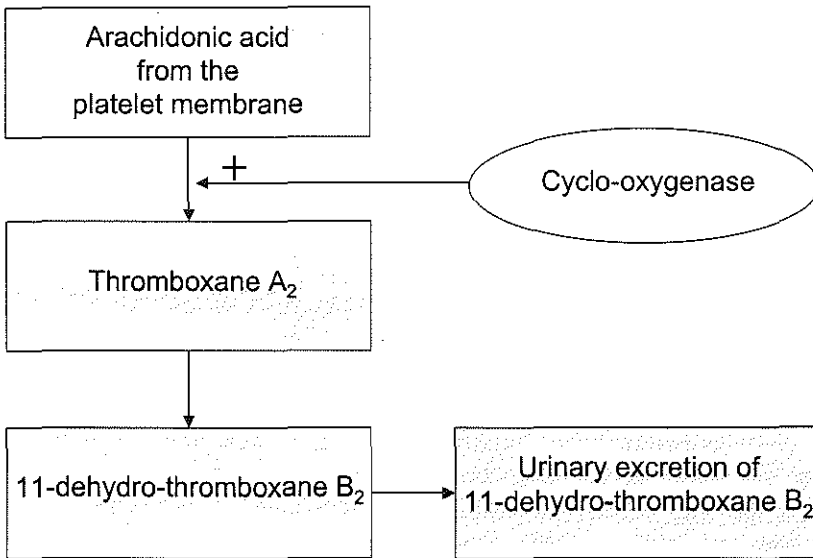 Arachidonic acid
from the
platelet membrane
+
Cyclo-oxygenase
Thromboxane A₂
11-dehydro-thromboxane B₂
Urinary excretion of
11-dehydro-thromboxane B₂